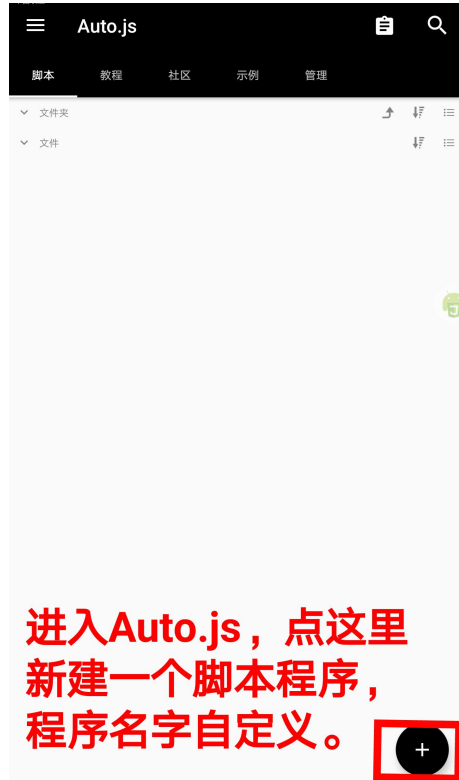 Auto.js
脚本 教程 社区 示例 管理
文件夹
文件
进入Auto.js，点这里
新建一个脚本程序，
程序名字自定义。